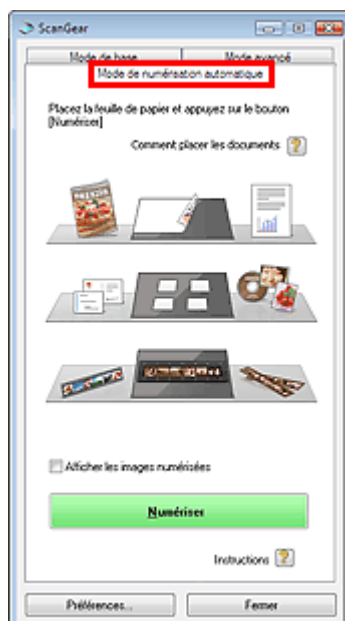 ScanGear
Mode de base
Mode avancé
Mode de numérisation automatique
Placez la feuille de papier et appuyez sur le bouton
[Numériser]
Comment placer les documents
Afficher les images numérisées
Numériser
Instructions
Préférences...
Fermer